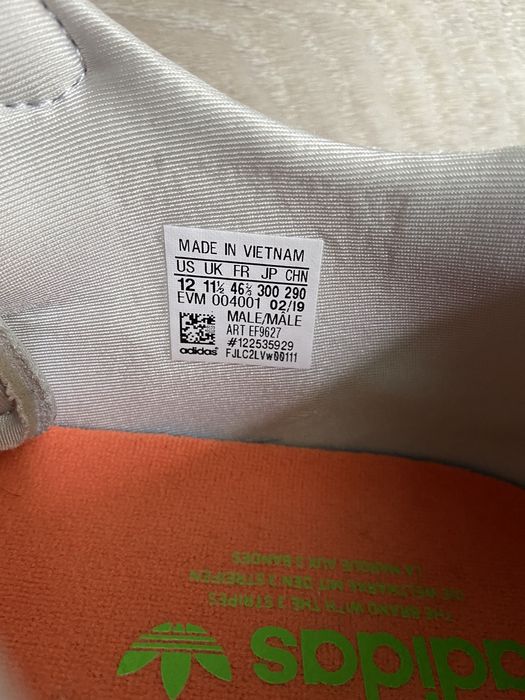 MADE IN VIETNAM
US UK FR JP CHN
12 11½ 46⅔ 300 290
EVM 004001 02/19
MALE/MÂLE
ART EF9627
#122535929
adidas FJLC2LVw00111
LA MARQUE AUX 3 BANDES
DIE WELTMARKE MIT DEN 3 STREIFEN
THE BRAND WITH THE 3 STRIPES
adidas